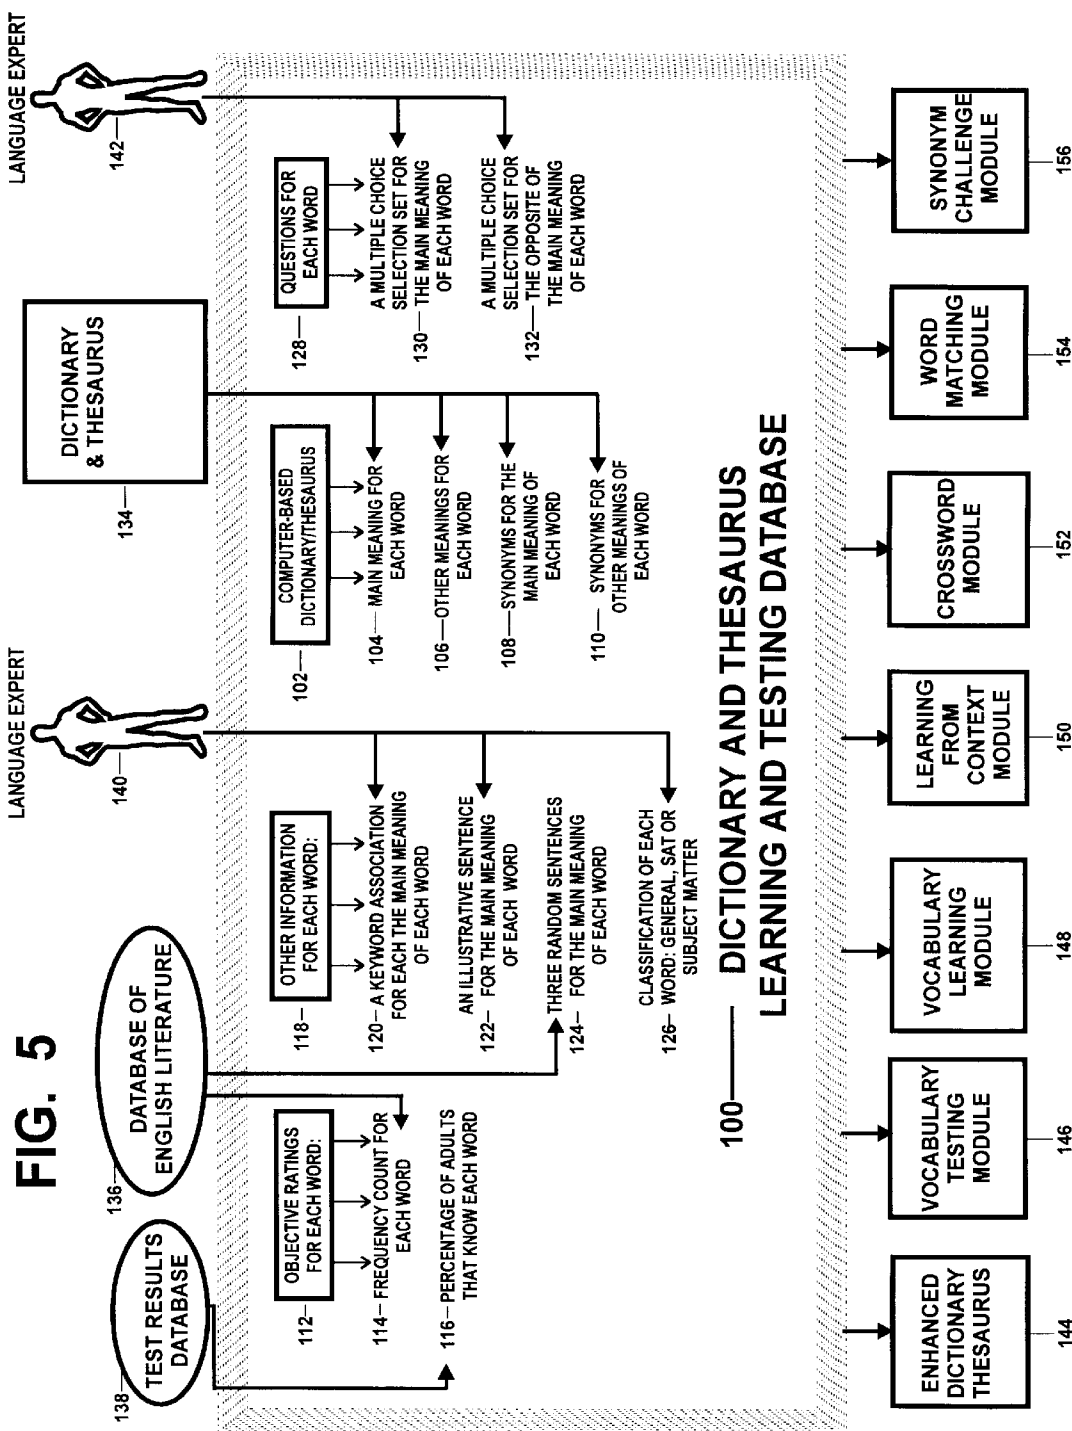 FIG. 5
138
TEST RESULTS
DATABASE
136
DATABASE OF
ENGLISH LITERATURE
LANGUAGE EXPERT
140
134
DICTIONARY
& THESAURUS
LANGUAGE EXPERT
142
112
OBJECTIVE RATINGS
FOR EACH WORD:
114 FREQUENCY COUNT FOR
EACH WORD
116 PERCENTAGE OF ADULTS
THAT KNOW EACH WORD
118
OTHER INFORMATION
FOR EACH WORD:
120 A KEYWORD ASSOCIATION
FOR EACH THE MAIN MEANING
OF EACH WORD
AN ILLUSTRATIVE SENTENCE
122 FOR THE MAIN MEANING
OF EACH WORD
THREE RANDOM SENTENCES
124 FOR THE MAIN MEANING
OF EACH WORD
CLASSIFICATION OF EACH
126 WORD: GENERAL, SAT OR
SUBJECT MATTER
102
COMPUTER-BASED
DICTIONARY/THESAURUS
104 MAIN MEANING FOR
EACH WORD
106 OTHER MEANINGS FOR
EACH WORD
108 SYNONYMS FOR THE
MAIN MEANING OF
EACH WORD
110 SYNONYMS FOR
OTHER MEANINGS OF
EACH WORD
128
QUESTIONS FOR
EACH WORD
A MULTIPLE CHOICE
SELECTION SET FOR
130 THE MAIN MEANING
OF EACH WORD
A MULTIPLE CHOICE
SELECTION SET FOR
132 THE OPPOSITE OF
THE MAIN MEANING
OF EACH WORD
100 DICTIONARY AND THESAURUS
LEARNING AND TESTING DATABASE
ENHANCED
DICTIONARY
THESAURUS
144
VOCABULARY
TESTING
MODULE
146
VOCABULARY
LEARNING
MODULE
148
LEARNING
FROM
CONTEXT
MODULE
150
CROSSWORD
MODULE
152
WORD
MATCHING
MODULE
154
SYNONYM
CHALLENGE
MODULE
156